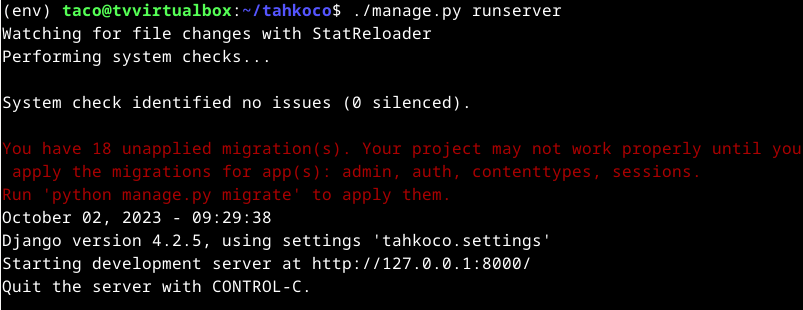 (env) taco@tvvirtualbox:~/tahkoco$ ./manage.py runserver
Watching for file changes with StatReloader
Performing system checks...
System check identified no issues (0 silenced).
You have 18 unapplied migration(s). Your project may not work properly until you
apply the migrations for app(s): admin, auth, contenttypes, sessions.
Run 'python manage.py migrate' to apply them.
October 02, 2023 - 09:29:38
Django version 4.2.5, using settings 'tahkoco.settings'
Starting development server at http://127.0.0.1:8000/
Quit the server with CONTROL-C.